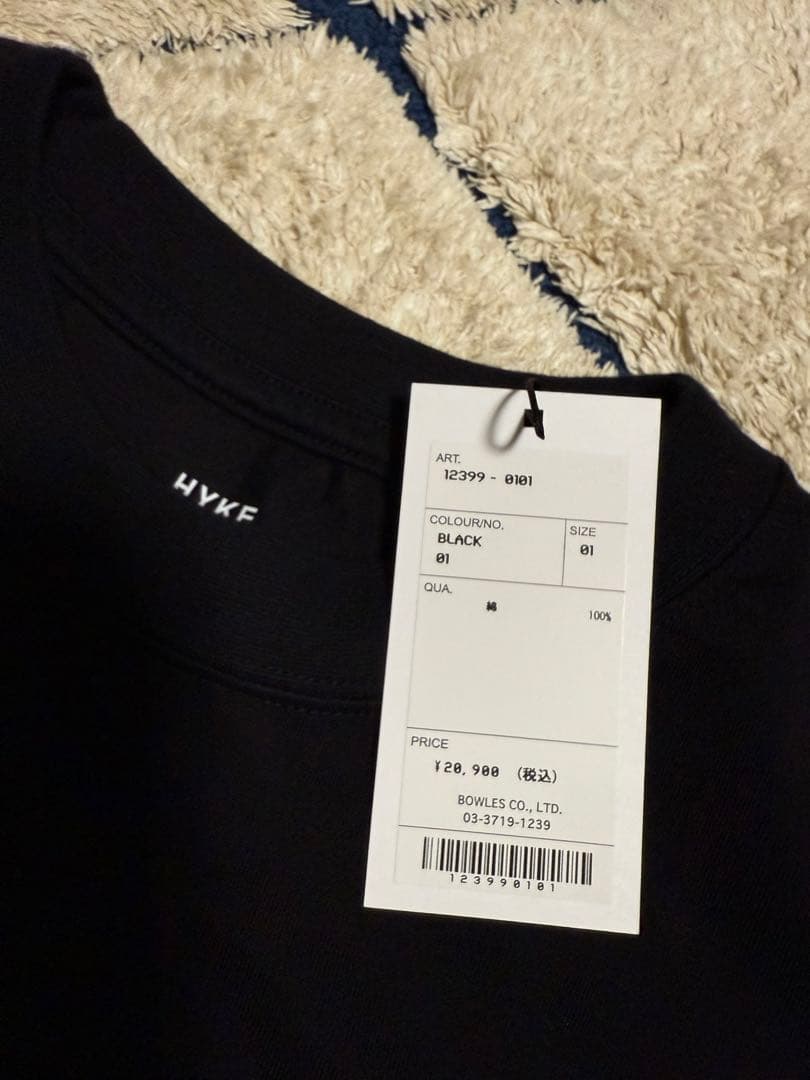 HYKE
ART.
12399 - 0101
COLOUR/NO.
BLACK
01
SIZE
01
QUA.
綿 100%
PRICE
¥20,900 (税込)
BOWLES CO., LTD.
03-3719-1239
123990101